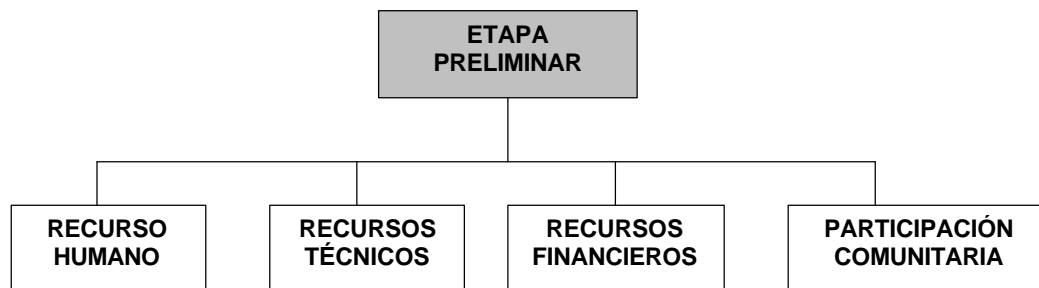 ETAPA
PRELIMINAR
RECURSO
HUMANO
RECURSOS
TÉCNICOS
RECURSOS
FINANCIEROS
PARTICIPACIÓN
COMUNITARIA